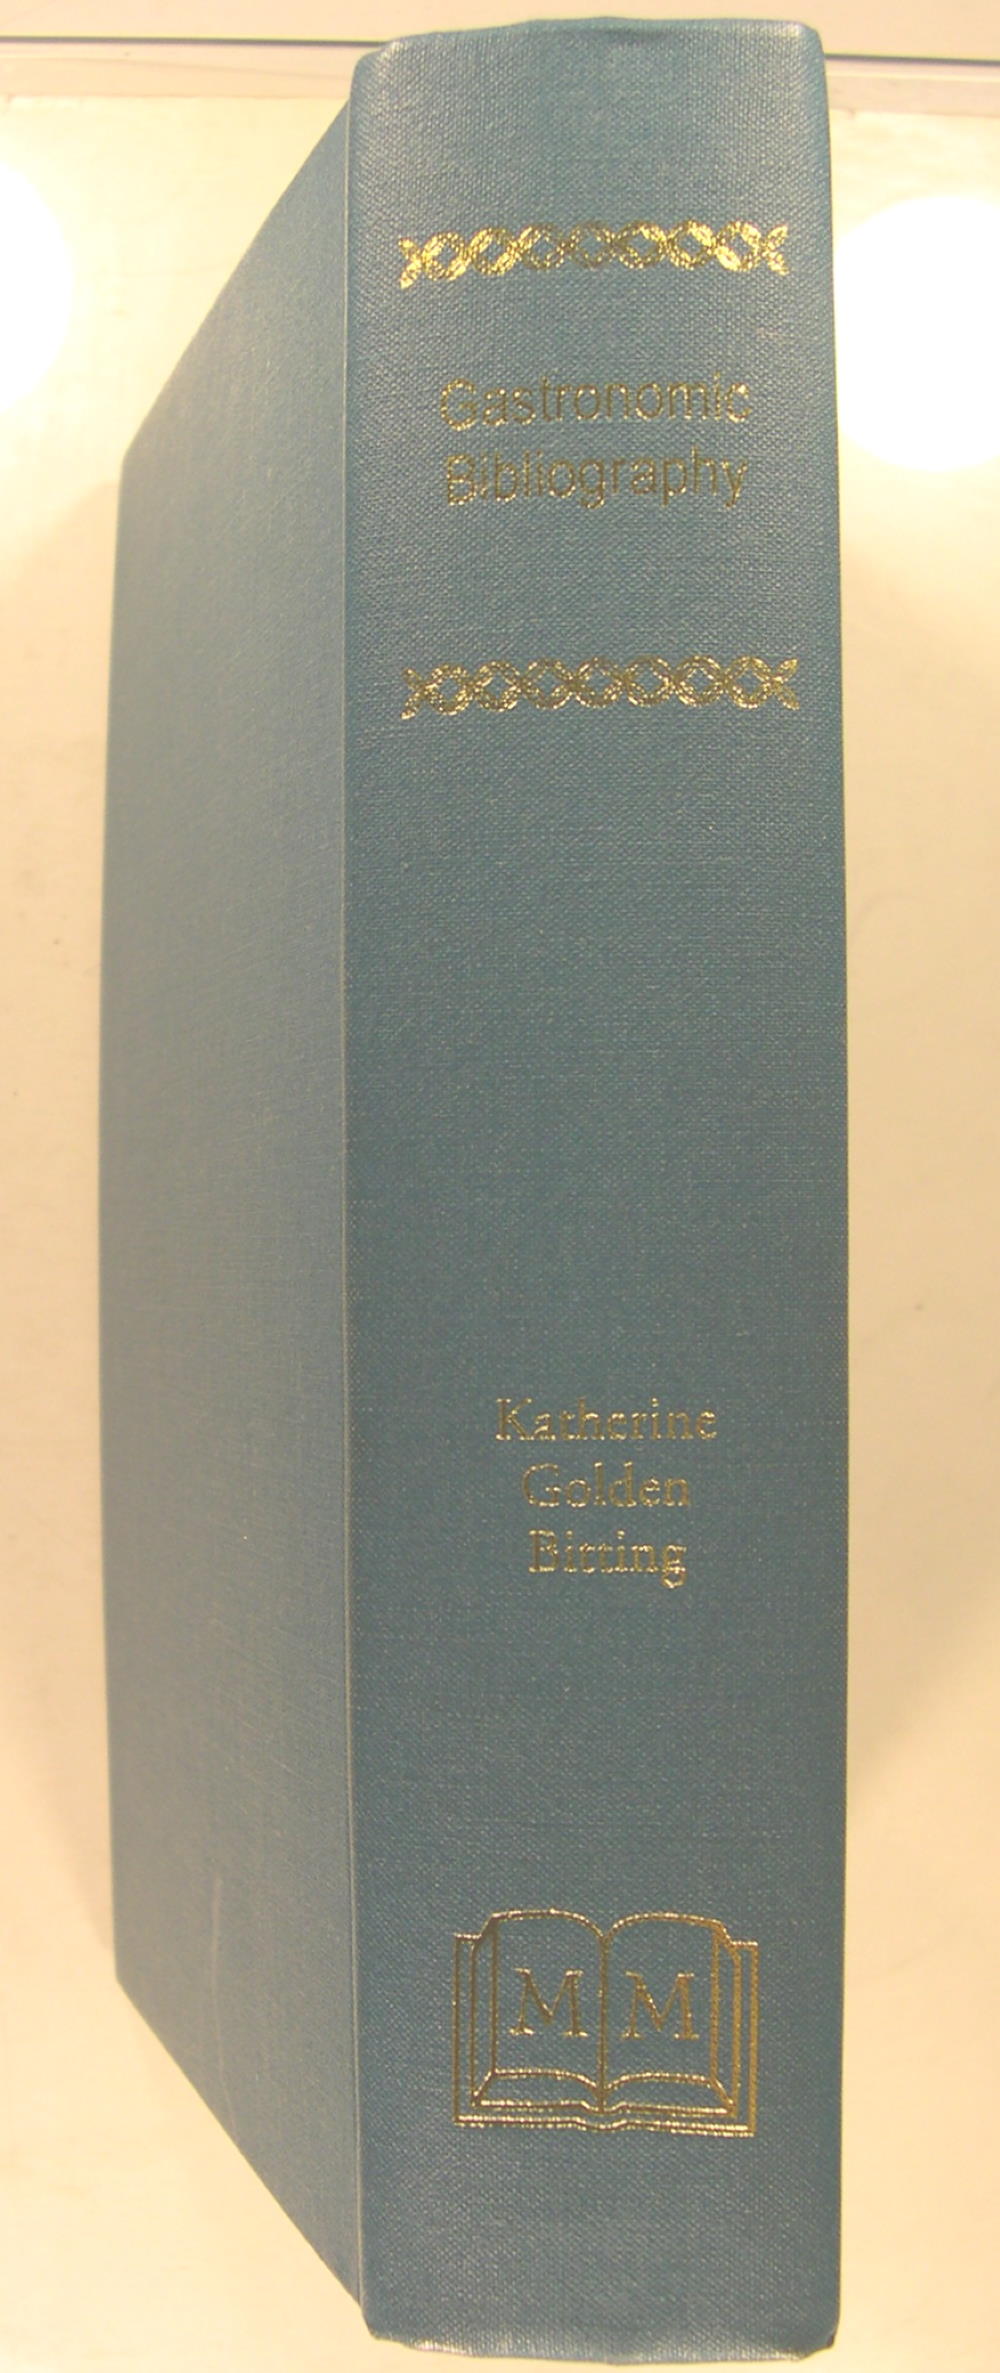 Gastronomic
Bibliography
Katherine
Golden
Bitting
M M